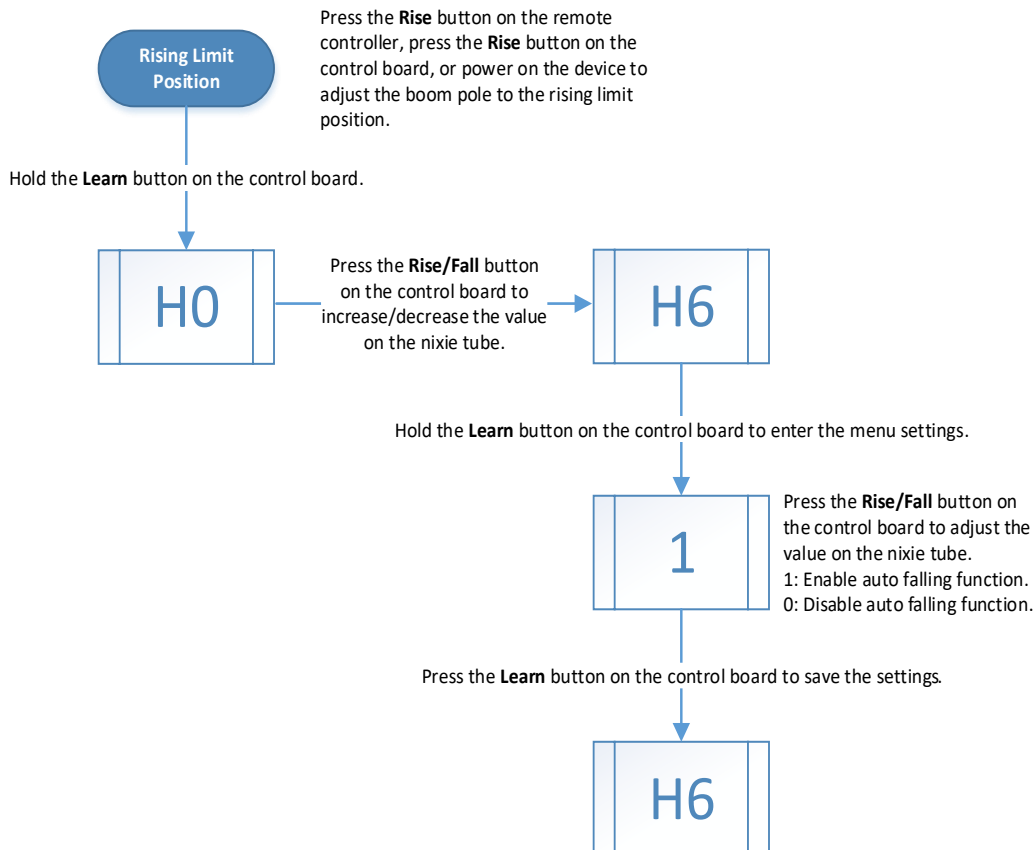 Rising Limit
Position
Press the Rise button on the remote
controller, press the Rise button on the
control board, or power on the device to
adjust the boom pole to the rising limit
position.
Hold the Learn button on the control board.
H0
Press the Rise/Fall button
on the control board to
increase/decrease the value
on the nixie tube.
H6
Hold the Learn button on the control board to enter the menu settings.
1
Press the Rise/Fall button on
the control board to adjust the
value on the nixie tube.
1: Enable auto falling function.
0: Disable auto falling function.
Press the Learn button on the control board to save the settings.
H6